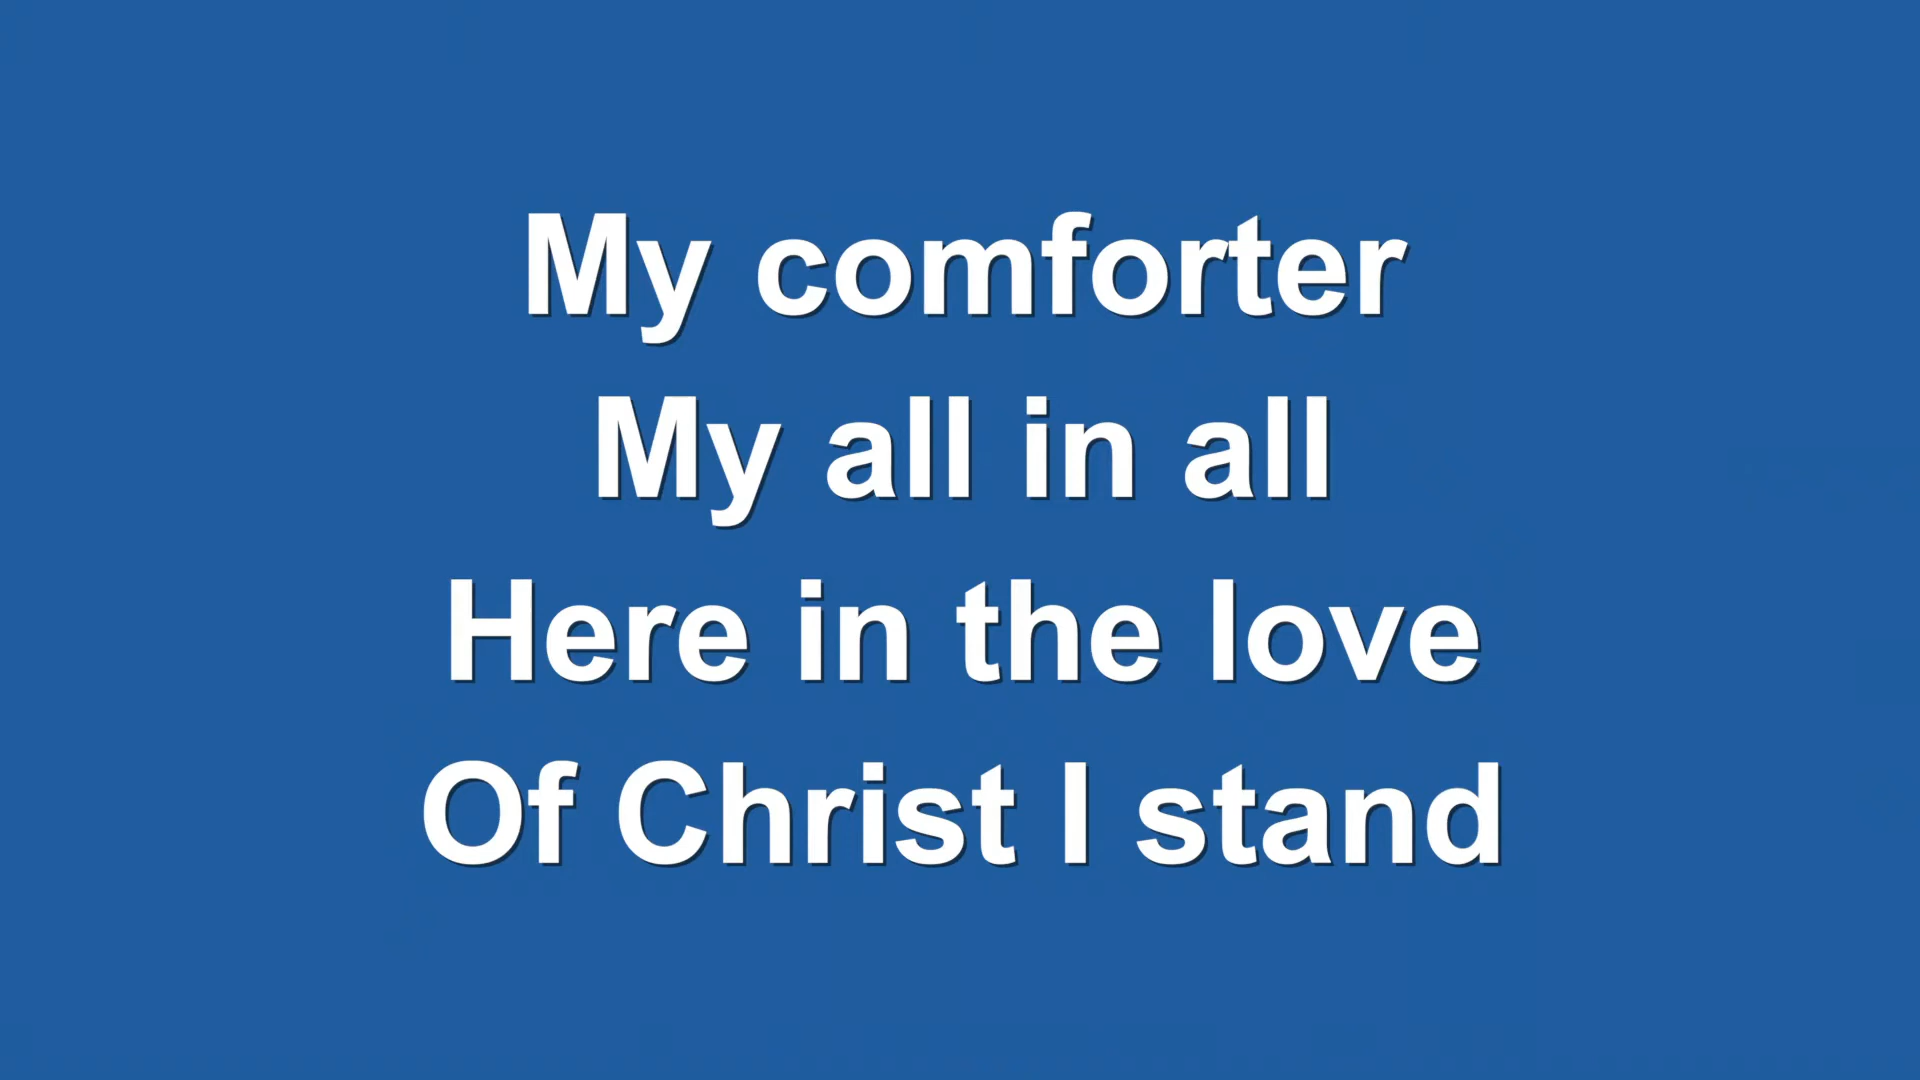 My comforter
My all in all
Here in the love
Of Christ I stand